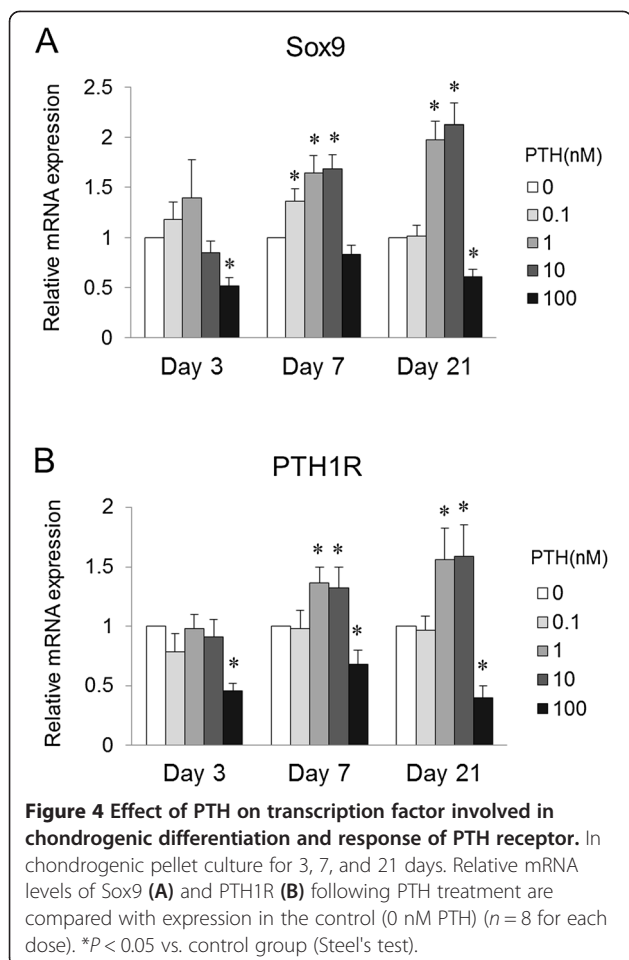 A
Sox9
Relative mRNA expression
2.5
2
1.5
1
0.5
0
*
* * *
* * *
Day 3 Day 7 Day 21
PTH(nM)
0
0.1
1
10
100
B
PTH1R
Relative mRNA expression
2
1.5
1
0.5
0
*
* * *
* * *
Day 3 Day 7 Day 21
PTH(nM)
0
0.1
1
10
100
Figure 4 Effect of PTH on transcription factor involved in
chondrogenic differentiation and response of PTH receptor. In
chondrogenic pellet culture for 3, 7, and 21 days. Relative mRNA
levels of Sox9 (A) and PTH1R (B) following PTH treatment are
compared with expression in the control (0 nM PTH) (n = 8 for each
dose). *P < 0.05 vs. control group (Steel's test).